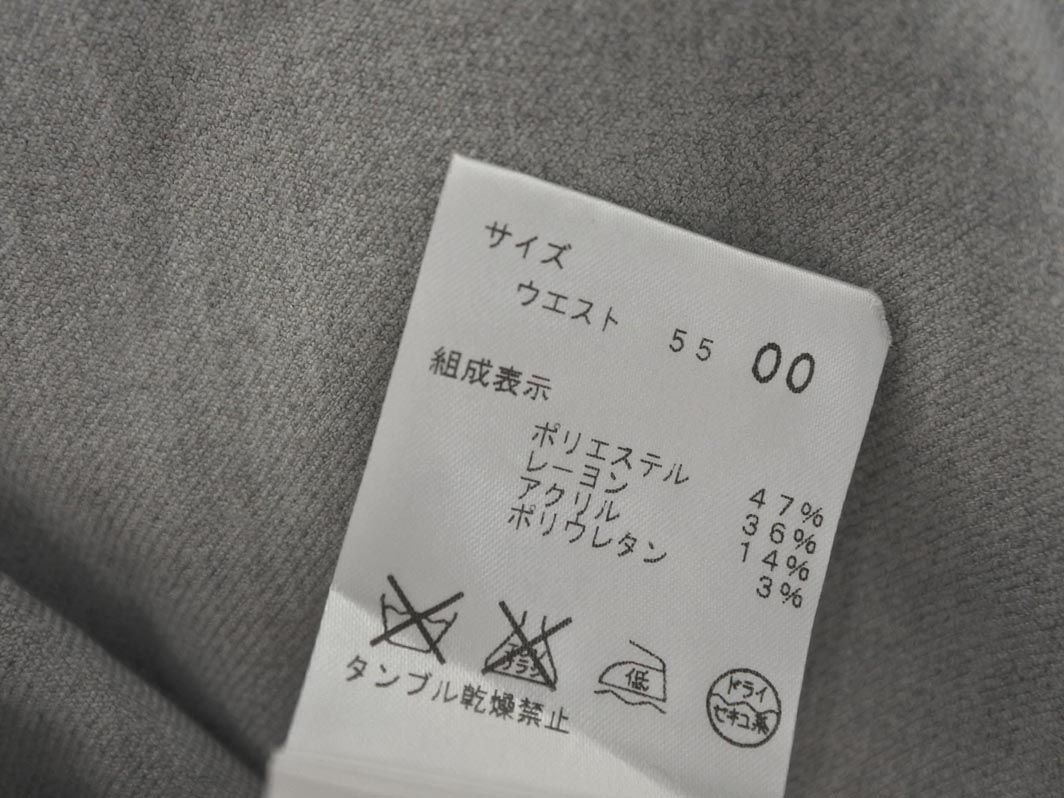 サイズ
ウエスト 55 00
組成表示
ポリエステル 47%
レーヨン 36%
アクリル 14%
ポリウレタン 3%
低
ドライ
セキユ系
タンブル乾燥禁止